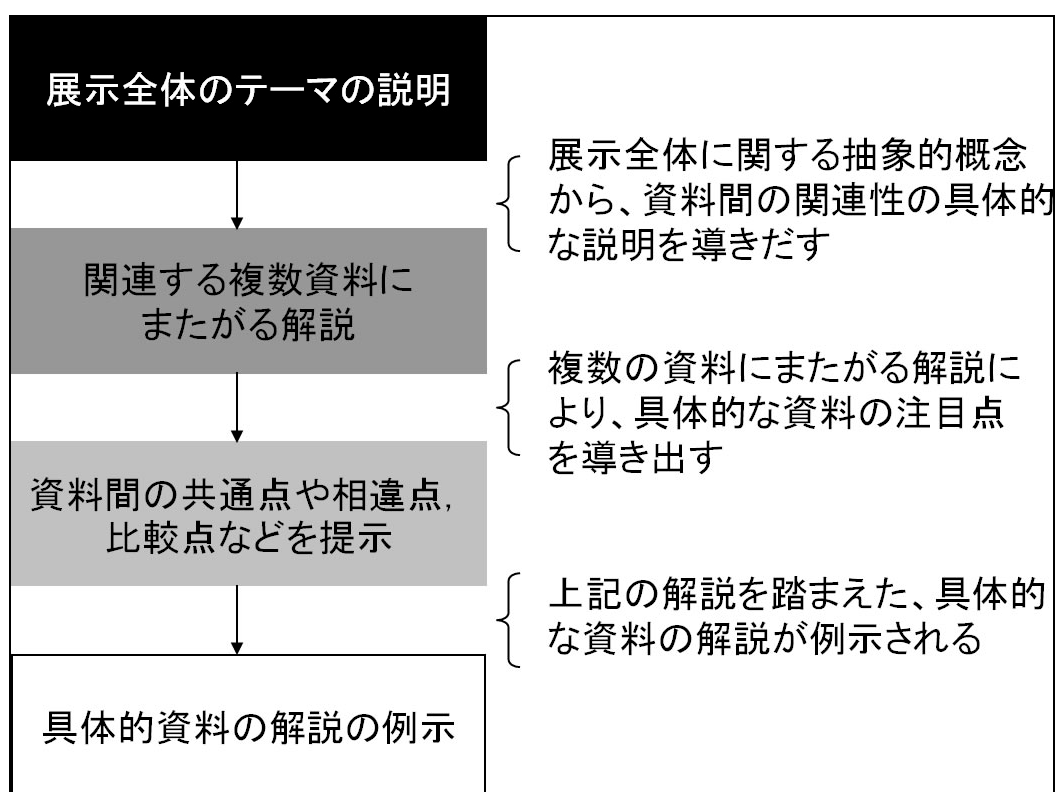 展示全体のテーマの説明
展示全体に関する抽象的概念
から、資料間の関連性の具体的
な説明を導きだす
関連する複数資料に
またがる解説
複数の資料にまたがる解説に
より、具体的な資料の注目点
を導き出す
資料間の共通点や相違点,
比較点などを提示
上記の解説を踏まえた、具体的
な資料の解説が例示される
具体的資料の解説の例示